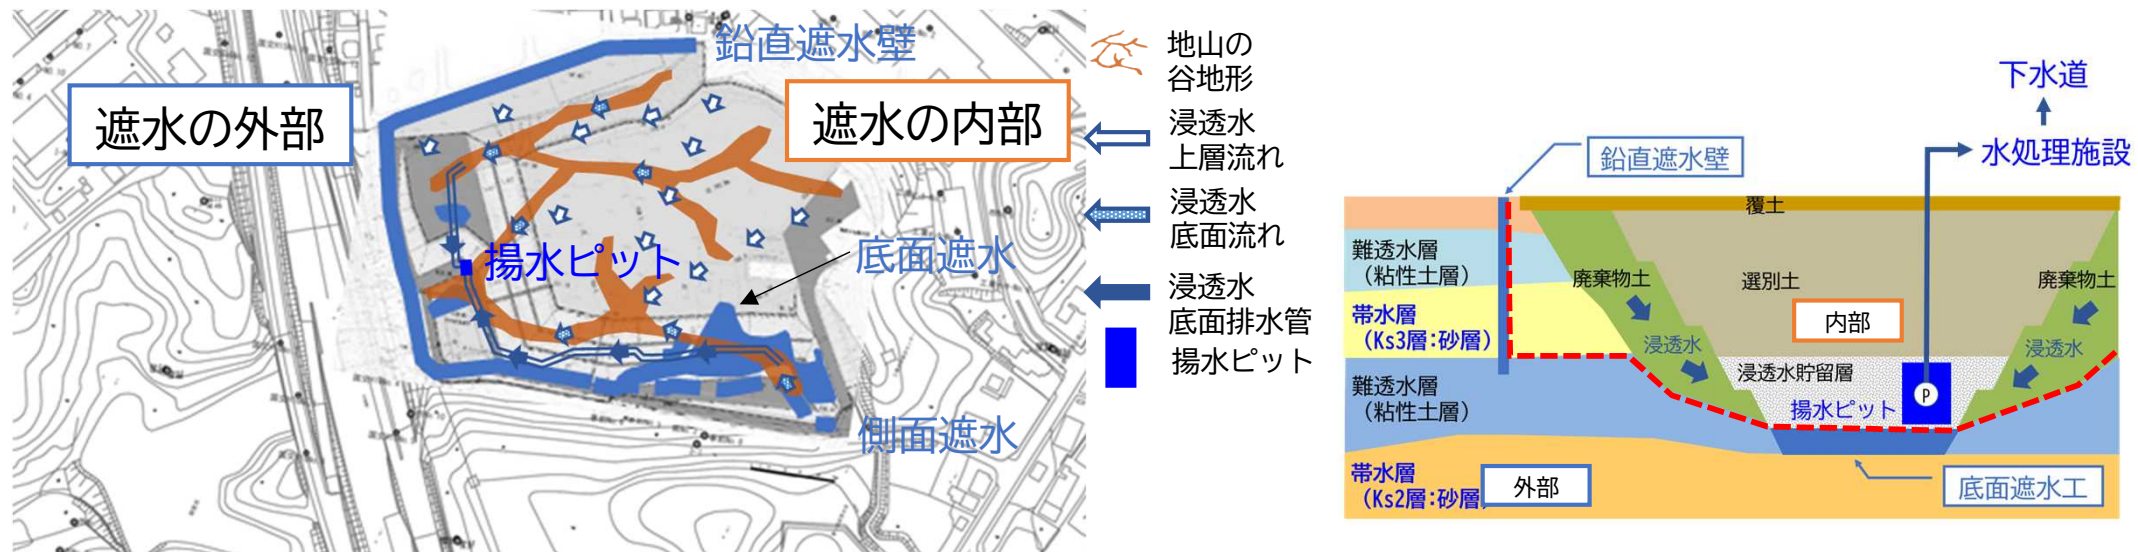 鉛直遮水壁
遮水の外部
遮水の内部
揚水ピット
底面遮水
側面遮水
地山の
谷地形
浸透水
上層流れ
浸透水
底面流れ
浸透水
底面排水管
揚水ピット
下水道
水処理施設
鉛直遮水壁
覆土
難透水層
（粘性土層）
廃棄物土
選別土
廃棄物土
帯水層
（Ks3層:砂層）
内部
浸透水
浸透水
浸透水貯留層
難透水層
（粘性土層）
揚水ピット
P
帯水層
（Ks2層:砂層
外部
底面遮水工